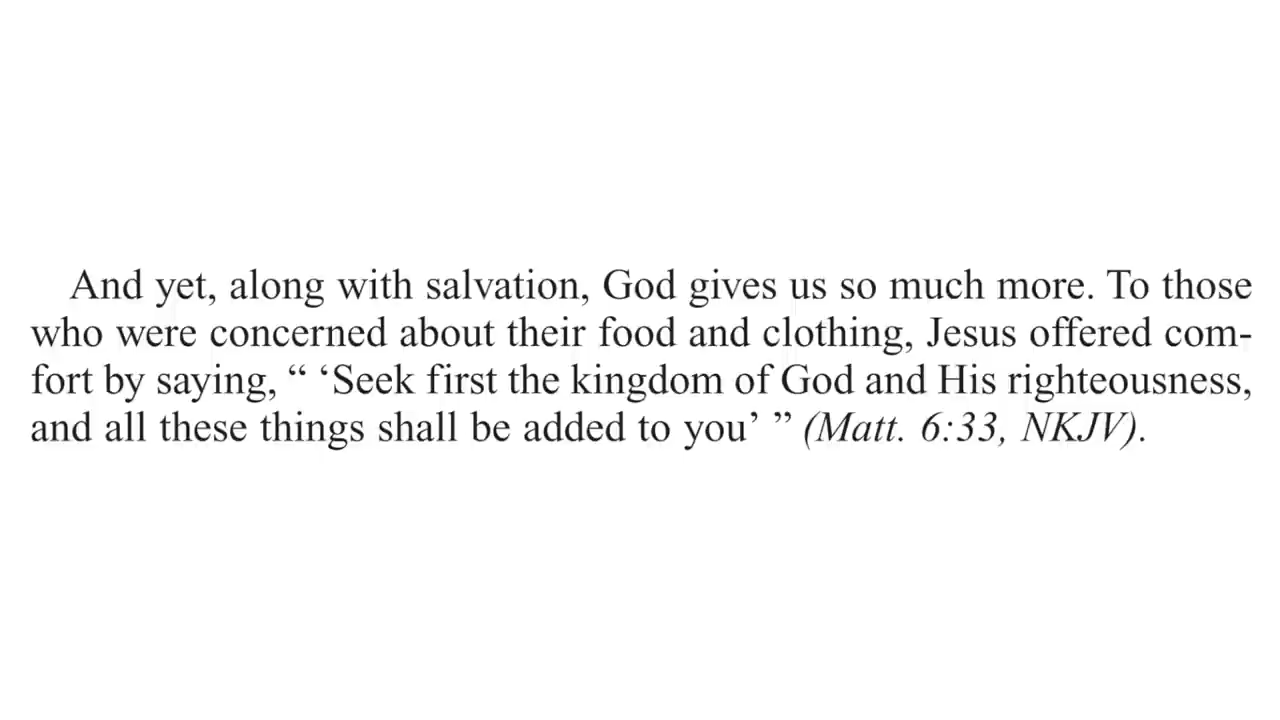 And yet, along with salvation, God gives us so much more. To those
who were concerned about their food and clothing, Jesus offered com-
fort by saying, “ ‘Seek first the kingdom of God and His righteousness,
and all these things shall be added to you’ ” (Matt. 6:33, NKJV).